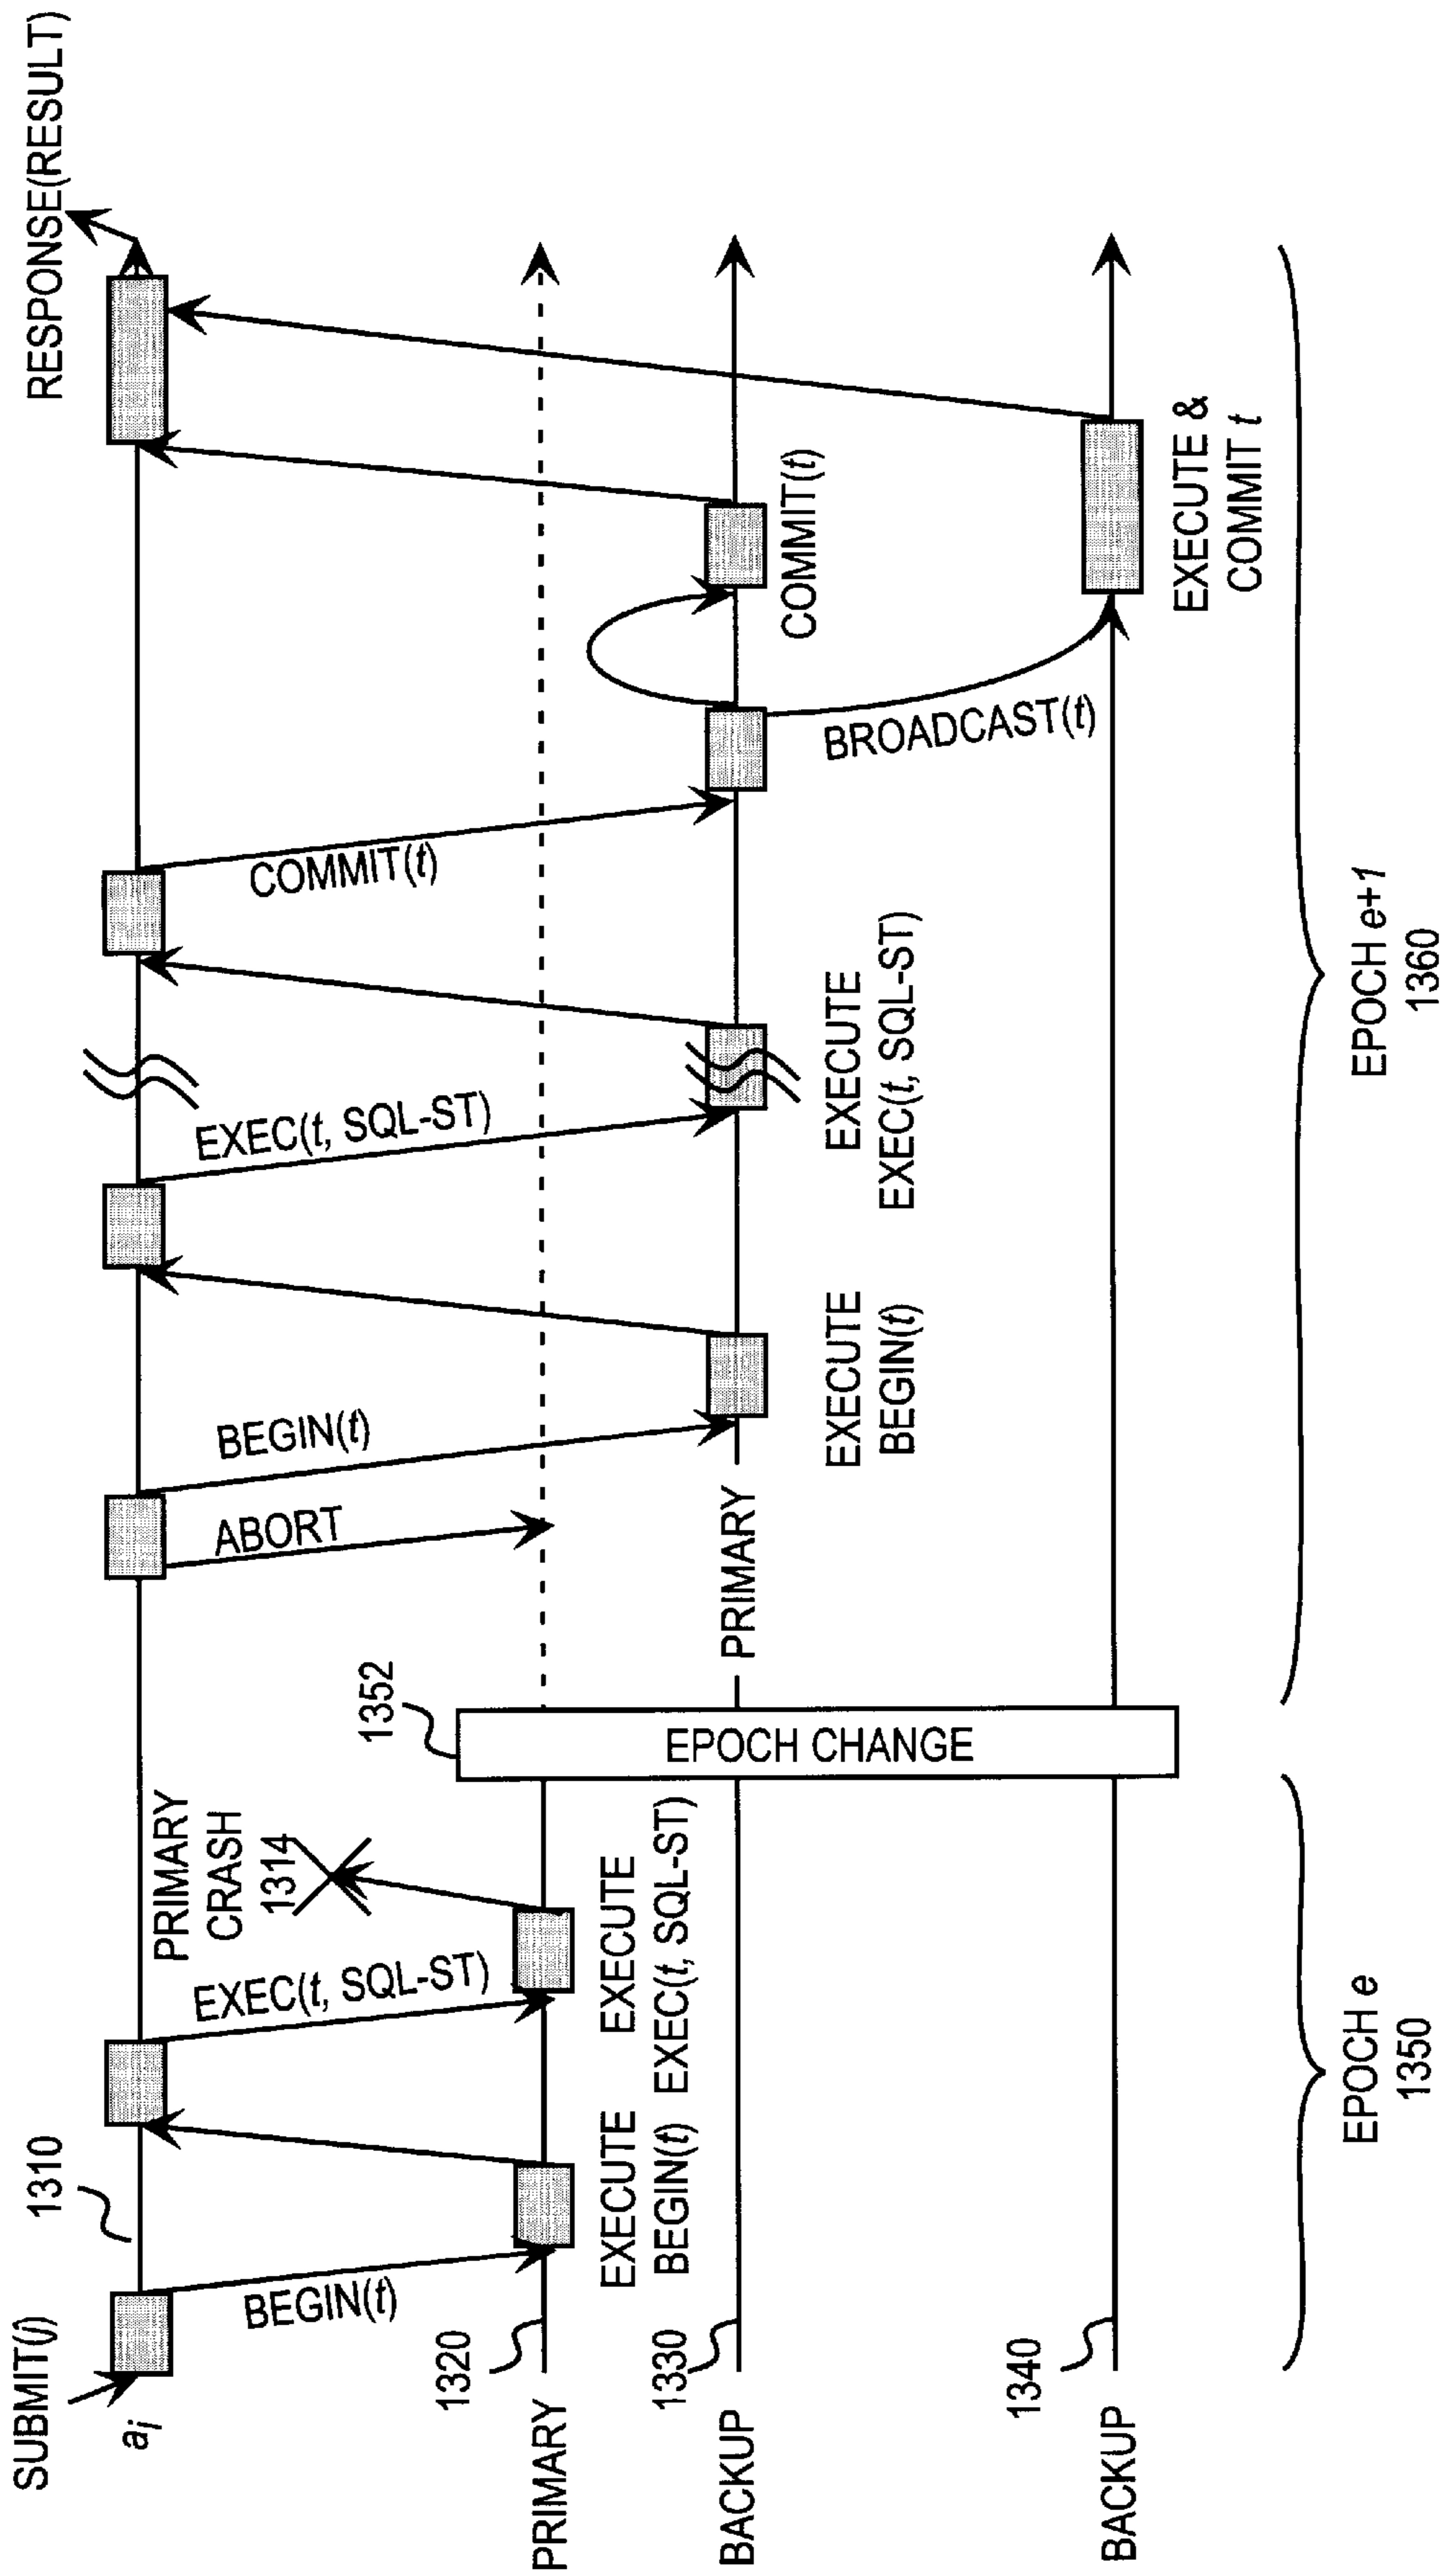 SUBMIT(j)
a_i
1310
BEGIN(t)
EXEC(t, SQL-ST)
PRIMARY
CRASH
1314
ABORT
BEGIN(t)
EXEC(t, SQL-ST)
COMMIT(t)
RESPONSE(RESULT)
PRIMARY
1320
EXECUTE
BEGIN(t)
EXECUTE
EXEC(t, SQL-ST)
1352
EPOCH CHANGE
BACKUP
1330
PRIMARY
EXECUTE
BEGIN(t)
EXECUTE
EXEC(t, SQL-ST)
BROADCAST(t)
COMMIT(t)
BACKUP
1340
EXECUTE &
COMMIT t
EPOCH e
1350
EPOCH e+1
1360